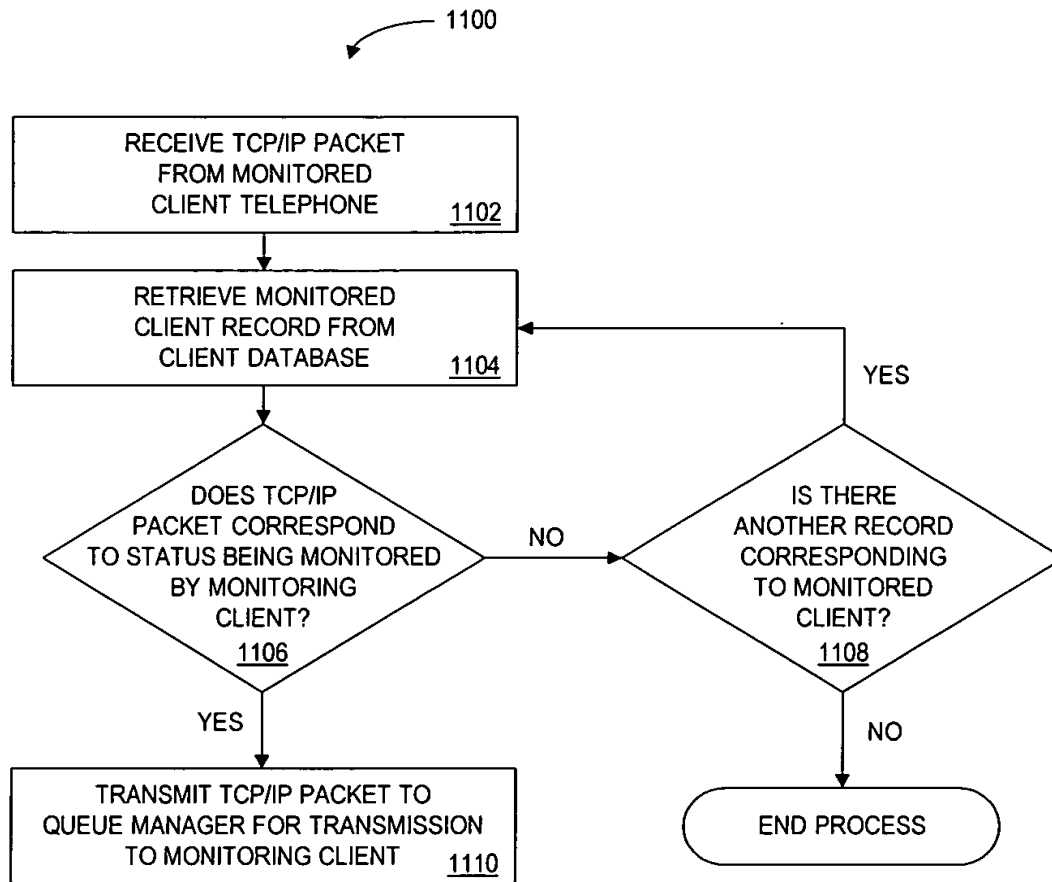 1100
RECEIVE TCP/IP PACKET
FROM MONITORED
CLIENT TELEPHONE
1102
RETRIEVE MONITORED
CLIENT RECORD FROM
CLIENT DATABASE
1104
YES
DOES TCP/IP
PACKET CORRESPOND
TO STATUS BEING MONITORED
BY MONITORING
CLIENT?
1106
NO
IS THERE
ANOTHER RECORD
CORRESPONDING
TO MONITORED
CLIENT?
1108
YES
NO
TRANSMIT TCP/IP PACKET TO
QUEUE MANAGER FOR TRANSMISSION
TO MONITORING CLIENT
1110
END PROCESS